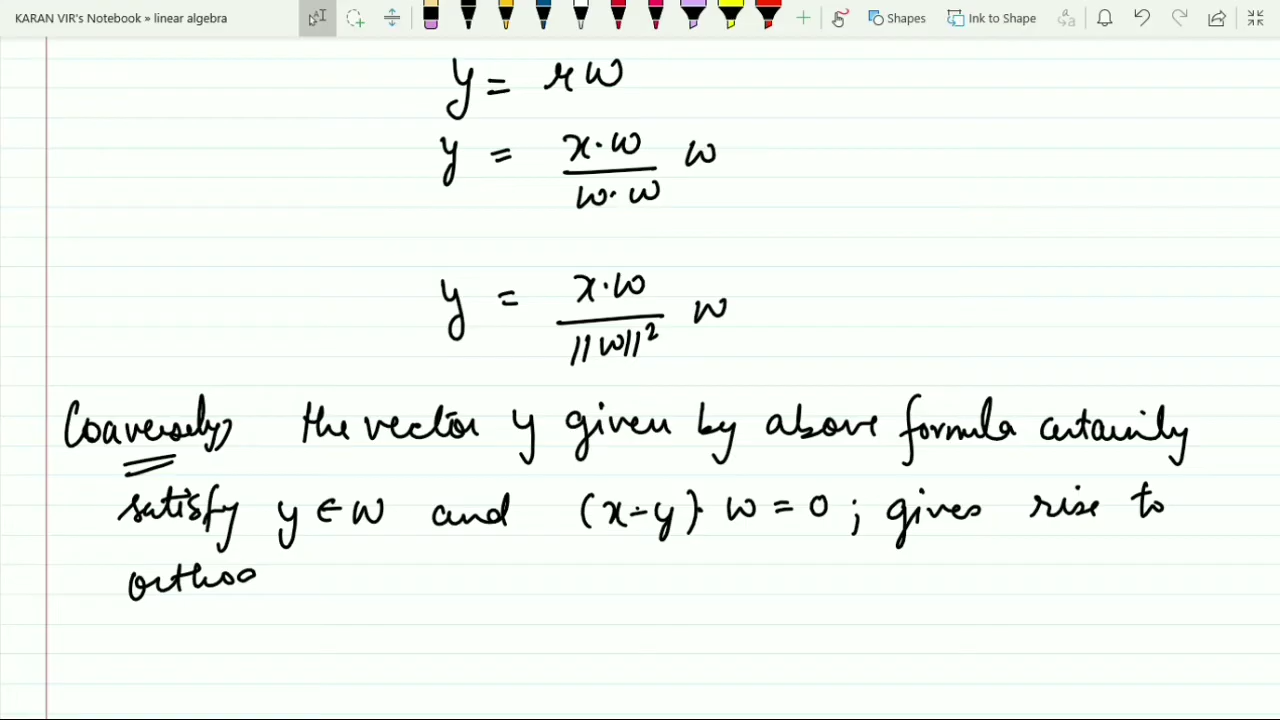 KARAN VIR's Notebook » linear algebra
Shapes
Ink to Shape
y = rw
y = x·w / w·w w
y = x·w / ||w||² w
Conversely, the vector y given by above formula certainly
satisfy y ∈ W and (x-y)·w = 0 ; gives rise to
orthoo